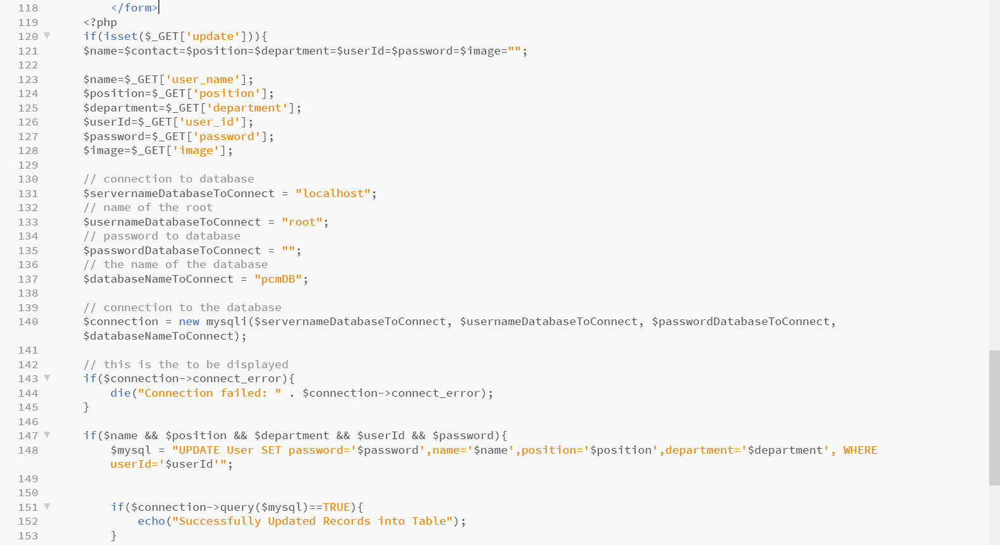 118 </form>
119 <?php
120 if(isset($_GET['update'])){
121 $name=$contact=$position=$department=$userId=$password=$image="";
122
123 $name=$_GET['user_name'];
124 $position=$_GET['position'];
125 $department=$_GET['department'];
126 $userId=$_GET['user_id'];
127 $password=$_GET['password'];
128 $image=$_GET['image'];
129
130 // connection to database
131 $servernameDatabaseToConnect = "localhost";
132 // name of the root
133 $usernameDatabaseToConnect = "root";
134 // password to database
135 $passwordDatabaseToConnect = "";
136 // the name of the database
137 $databaseNameToConnect = "pcmDB";
138
139 // connection to the database
140 $connection = new mysqli($servernameDatabaseToConnect, $usernameDatabaseToConnect, $passwordDatabaseToConnect,
$databaseNameToConnect);
141
142 // this is the to be displayed
143 if($connection->connect_error){
144 die("Connection failed: " . $connection->connect_error);
145 }
146
147 if($name && $position && $department && $userId && $password){
148 $mysql = "UPDATE User SET password='$password',name='$name',position='$position',department='$department', WHERE
userId='$userId'";
149
150
151 if($connection->query($mysql)==TRUE){
152 echo("Successfully Updated Records into Table");
153 }